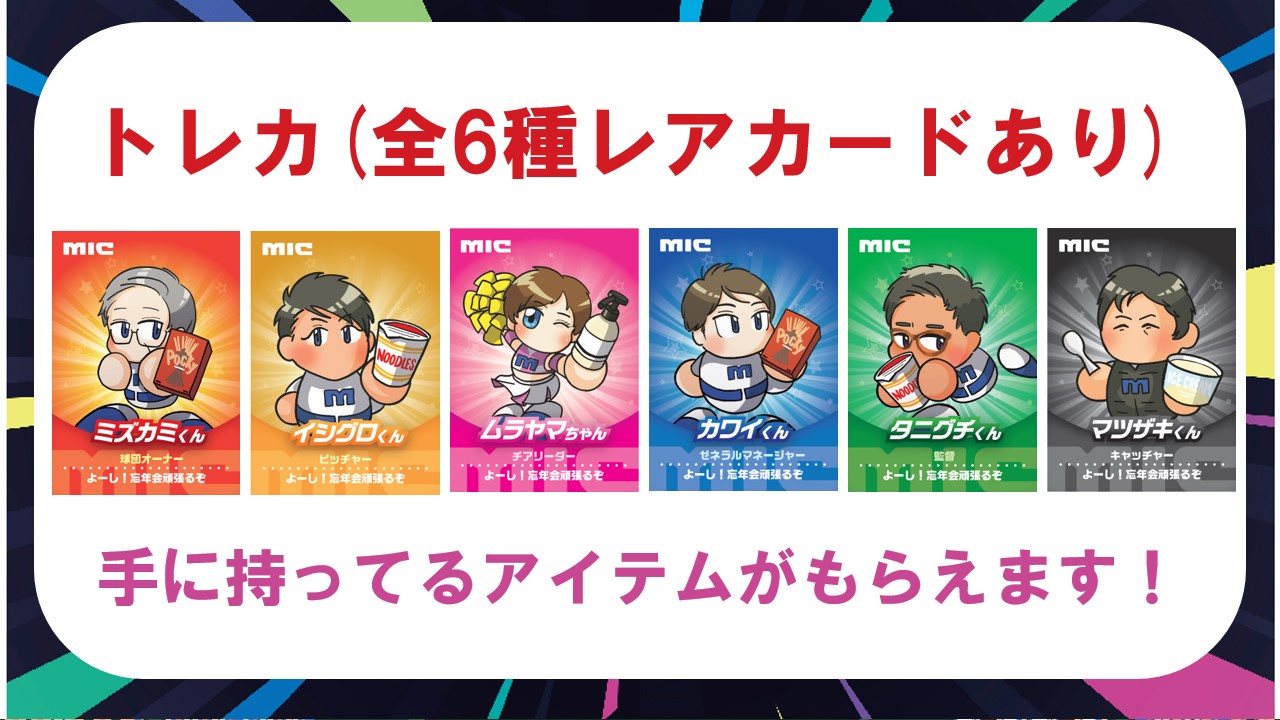 トレカ(全6種レアカードあり)
MIC
Pocky
ミズカミくん
球団オーナー
よーし！忘年会頑張るぞ
MIC
NOODLES
イシグロくん
ピッチャー
よーし！忘年会頑張るぞ
MIC
ムラヤマちゃん
チアリーダー
よーし！忘年会頑張るぞ
MIC
Pocky
カワイくん
ゼネラルマネージャー
よーし！忘年会頑張るぞ
MIC
タニグチくん
監督
よーし！忘年会頑張るぞ
MIC
ICE CREAM
マツザキくん
キャッチャー
よーし！忘年会頑張るぞ
手に持ってるアイテムがもらえます！